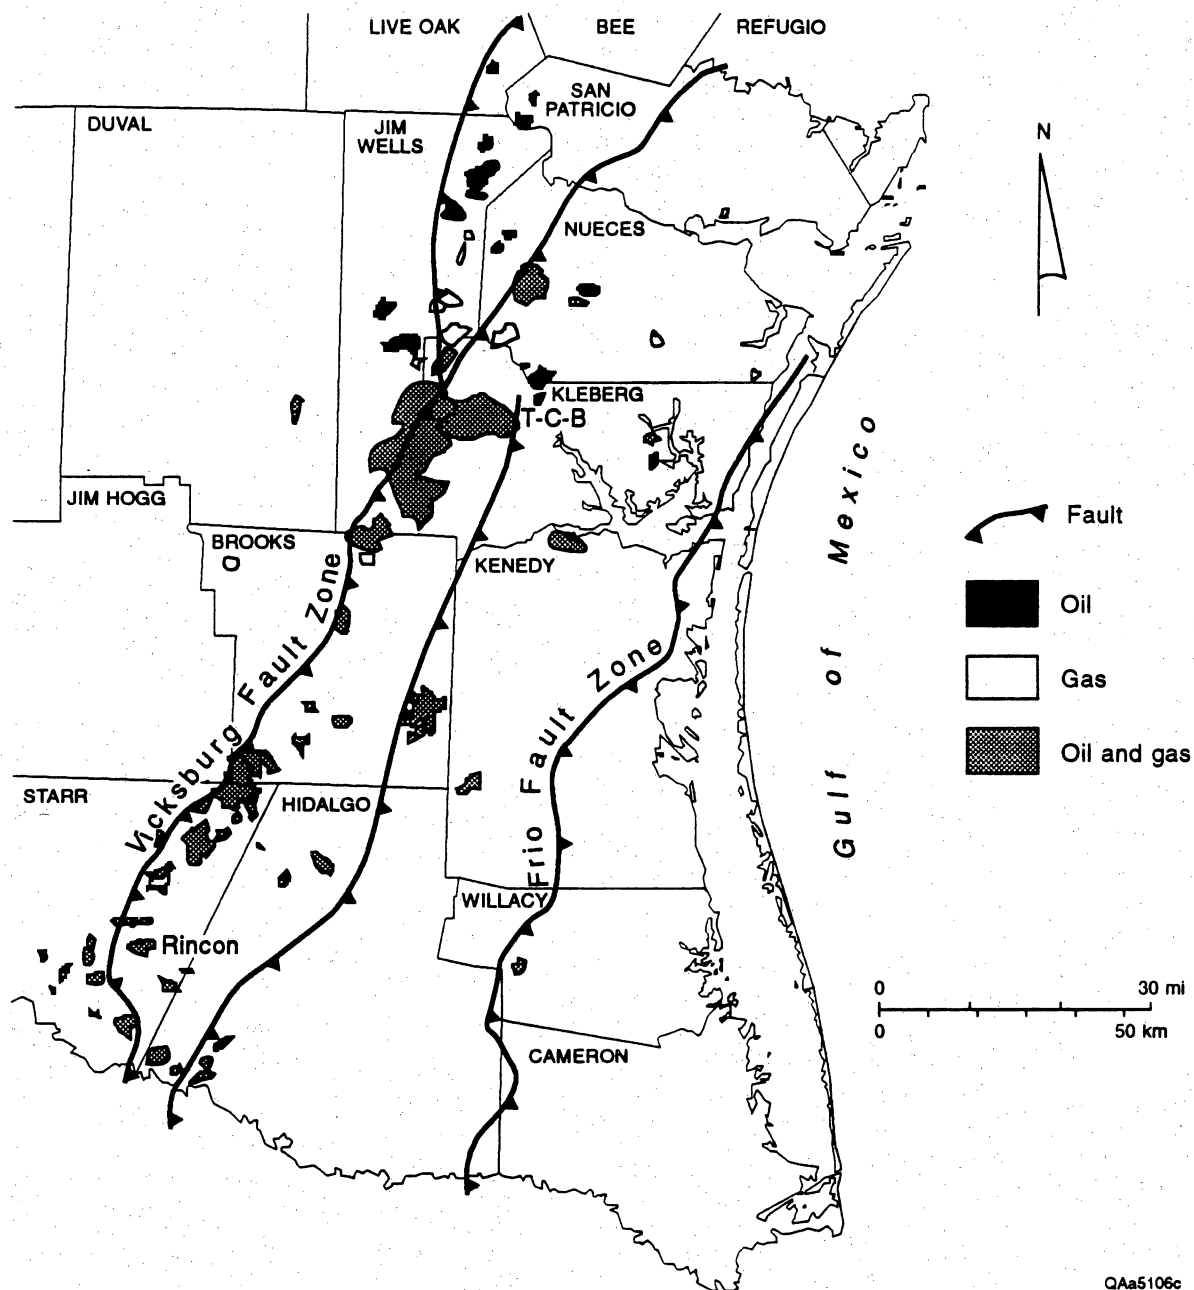 LIVE OAK
BEE
REFUGIO
SAN
PATRICIO
DUVAL
JIM
WELLS
N
NUECES
KLEBERG
T-C-B
JIM HOGG
BROOKS
KENEDY
Vicksburg Fault Zone
Frio Fault Zone
Gulf of Mexico
Fault
Oil
Gas
Oil and gas
STARR
HIDALGO
WILLACY
Rincon
0 30 mi
0 50 km
CAMERON
QAa5106c